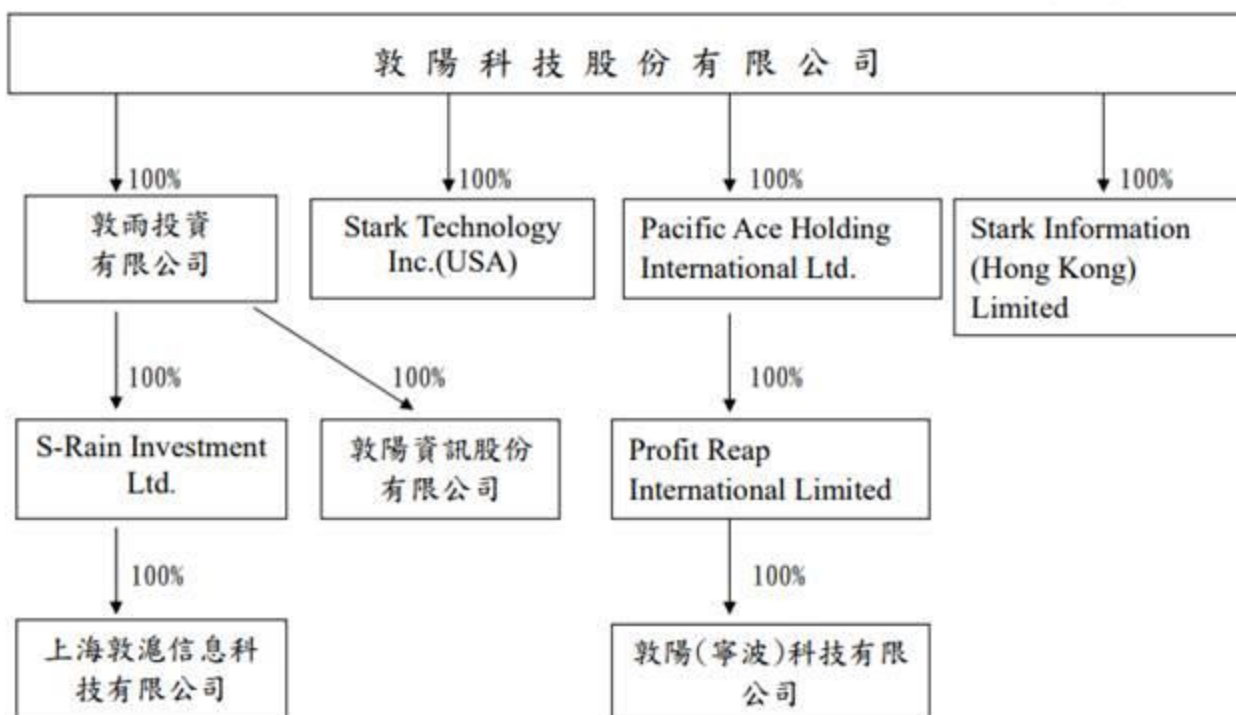 敦陽科技股份有限公司
100%
100%
100%
100%
敦雨投資
有限公司
Stark Technology
Inc.(USA)
Pacific Ace Holding
International Ltd.
Stark Information
(Hong Kong)
Limited
100%
100%
100%
S-Rain Investment
Ltd.
敦陽資訊股份
有限公司
Profit Reap
International Limited
100%
100%
上海敦滬信息科
技有限公司
敦陽(寧波)科技有限
公司